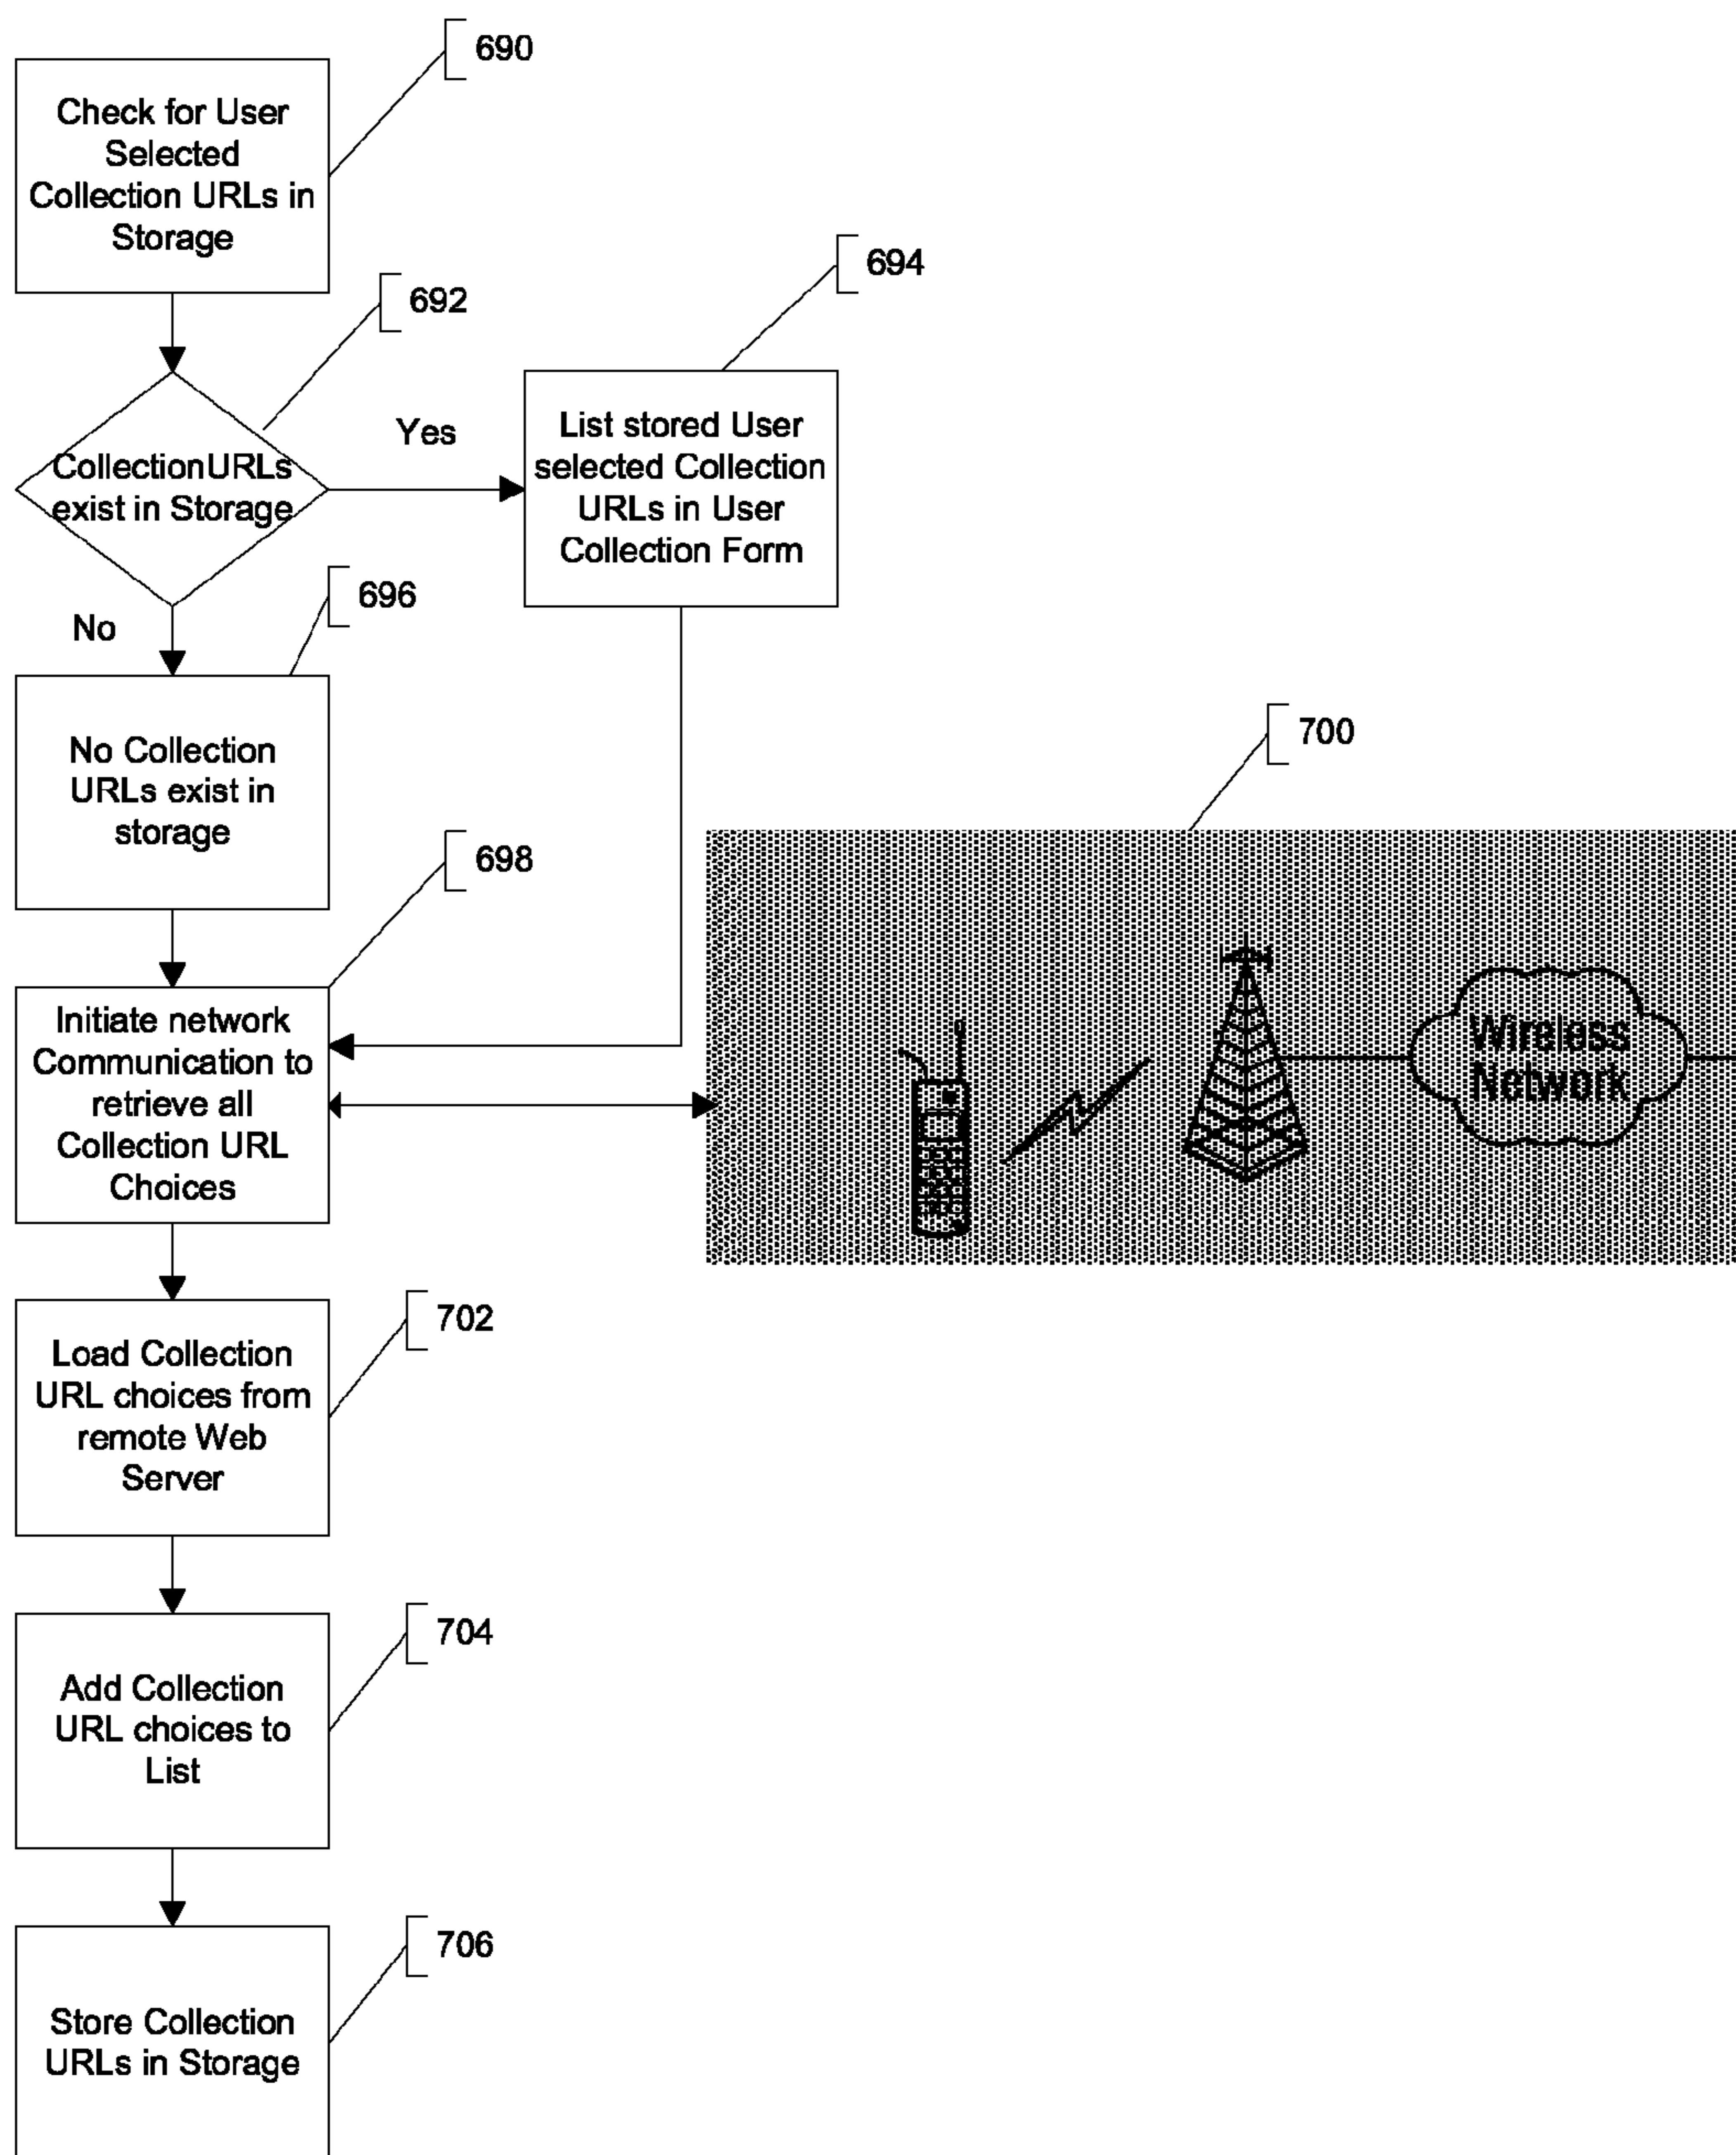 690
Check for User
Selected
Collection URLs in
Storage
692
694
CollectionURLs
exist in Storage
Yes
List stored User
selected Collection
URLs in User
Collection Form
No
696
No Collection
URLs exist in
storage
700
698
Initiate network
Communication to
retrieve all
Collection URL
Choices
Wireless
Network
702
Load Collection
URL choices from
remote Web
Server
704
Add Collection
URL choices to
List
706
Store Collection
URLs in Storage